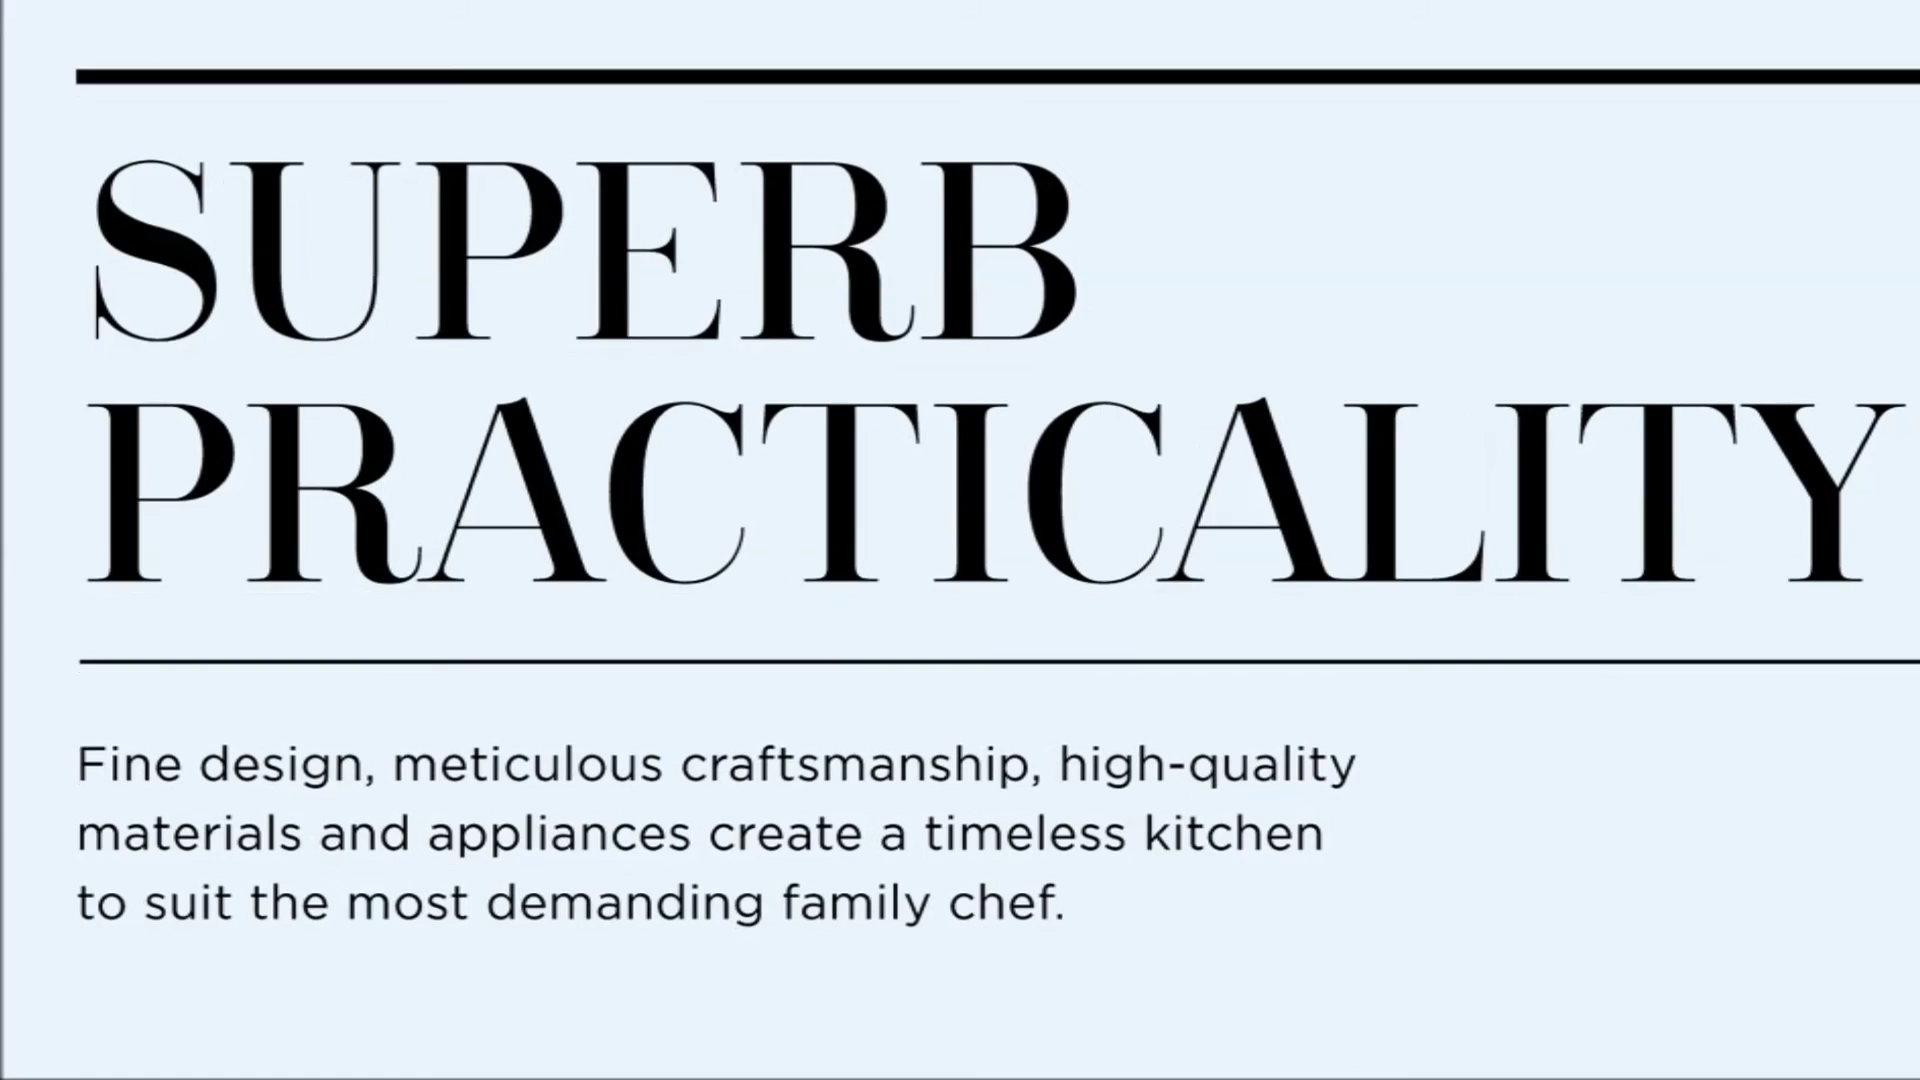 SUPERB
PRACTICALITY
Fine design, meticulous craftsmanship, high-quality
materials and appliances create a timeless kitchen
to suit the most demanding family chef.